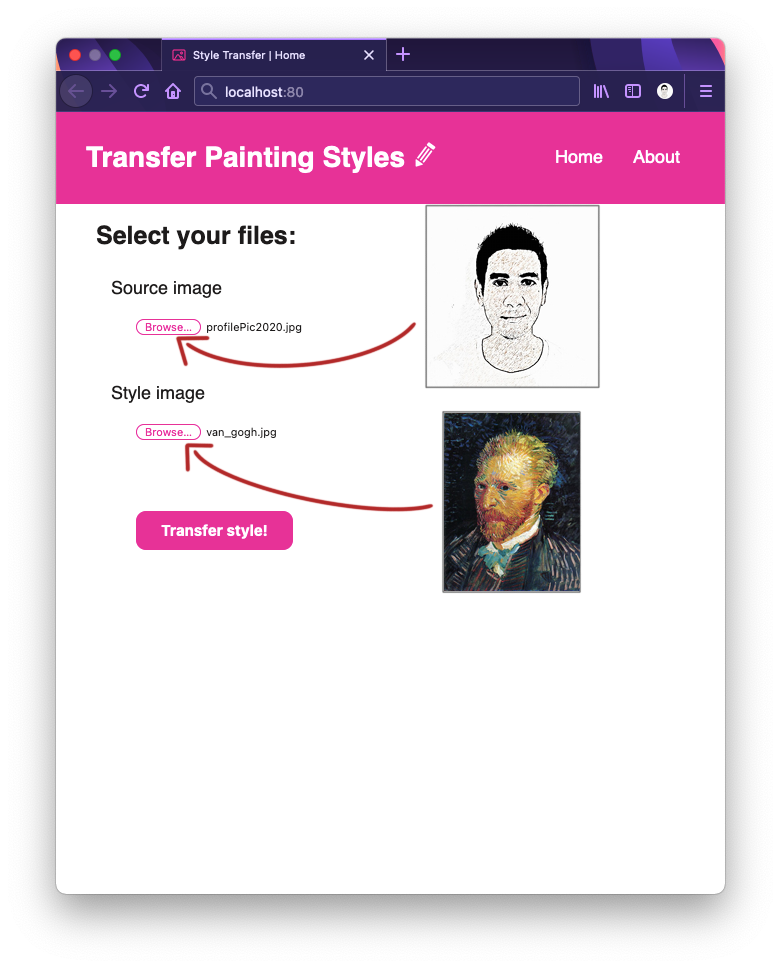 Style Transfer | Home
localhost:80
Transfer Painting Styles
Home
About
Select your files:
Source image
Browse... profilePic2020.jpg
Style image
Browse... van_gogh.jpg
Transfer style!